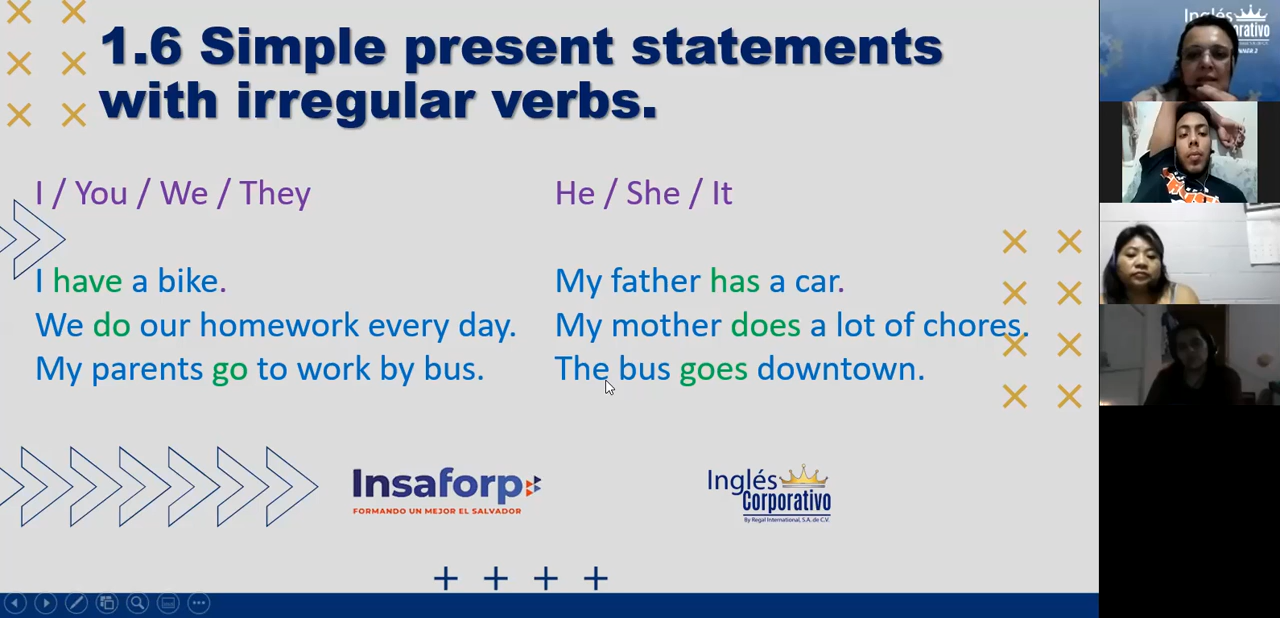 1.6 Simple present statements
with irregular verbs.
I / You / We / They
I have a bike.
We do our homework every day.
My parents go to work by bus.
He / She / It
My father has a car.
My mother does a lot of chores.
The bus goes downtown.
Insaforp
FORMANDO UN MEJOR EL SALVADOR
Inglés
Corporativo
By Regal International, S.A. de C.V.
Inglés